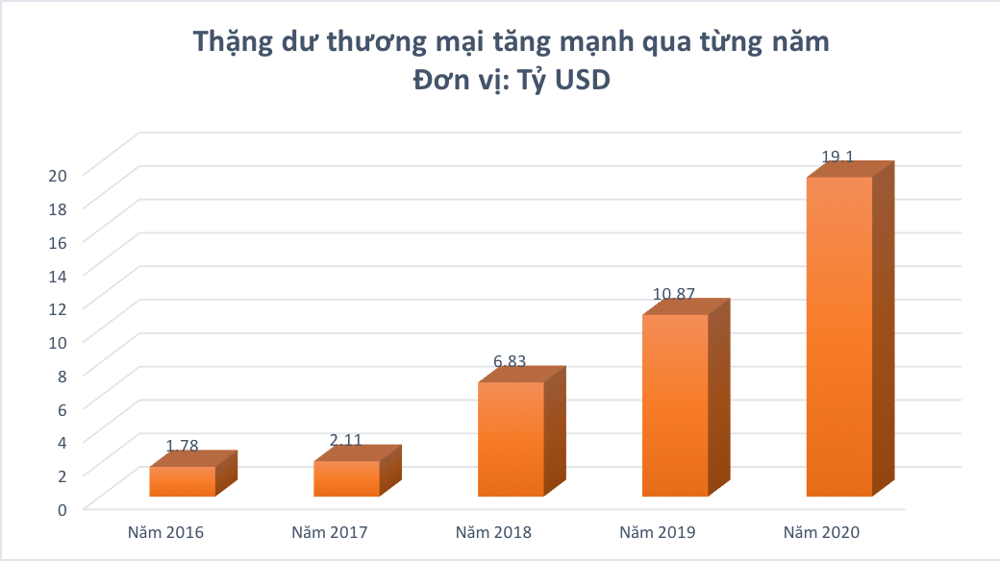 Thặng dư thương mại tăng mạnh qua từng năm
Đơn vị: Tỷ USD
20
18
16
14
12
10
8
6
4
2
0
1.78
2.11
6.83
10.87
19.1
Năm 2016
Năm 2017
Năm 2018
Năm 2019
Năm 2020